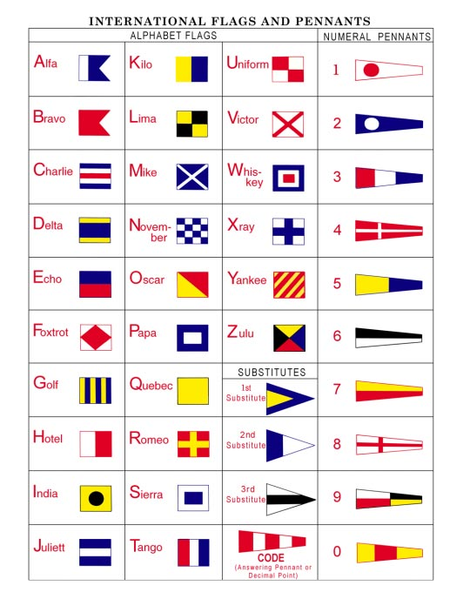 INTERNATIONAL FLAGS AND PENNANTS
ALPHABET FLAGS
NUMERAL PENNANTS
Alfa
Kilo
Uniform
1
Bravo
Lima
Victor
2
Charlie
Mike
Whis-
key
3
Delta
Novem-
ber
Xray
4
Echo
Oscar
Yankee
5
Foxtrot
Papa
Zulu
6
Golf
Quebec
SUBSTITUTES
1st
Substitute
7
Hotel
Romeo
2nd
Substitute
8
India
Sierra
3rd
Substitute
9
Juliett
Tango
CODE
(Answering Pennant or
Decimal Point)
0